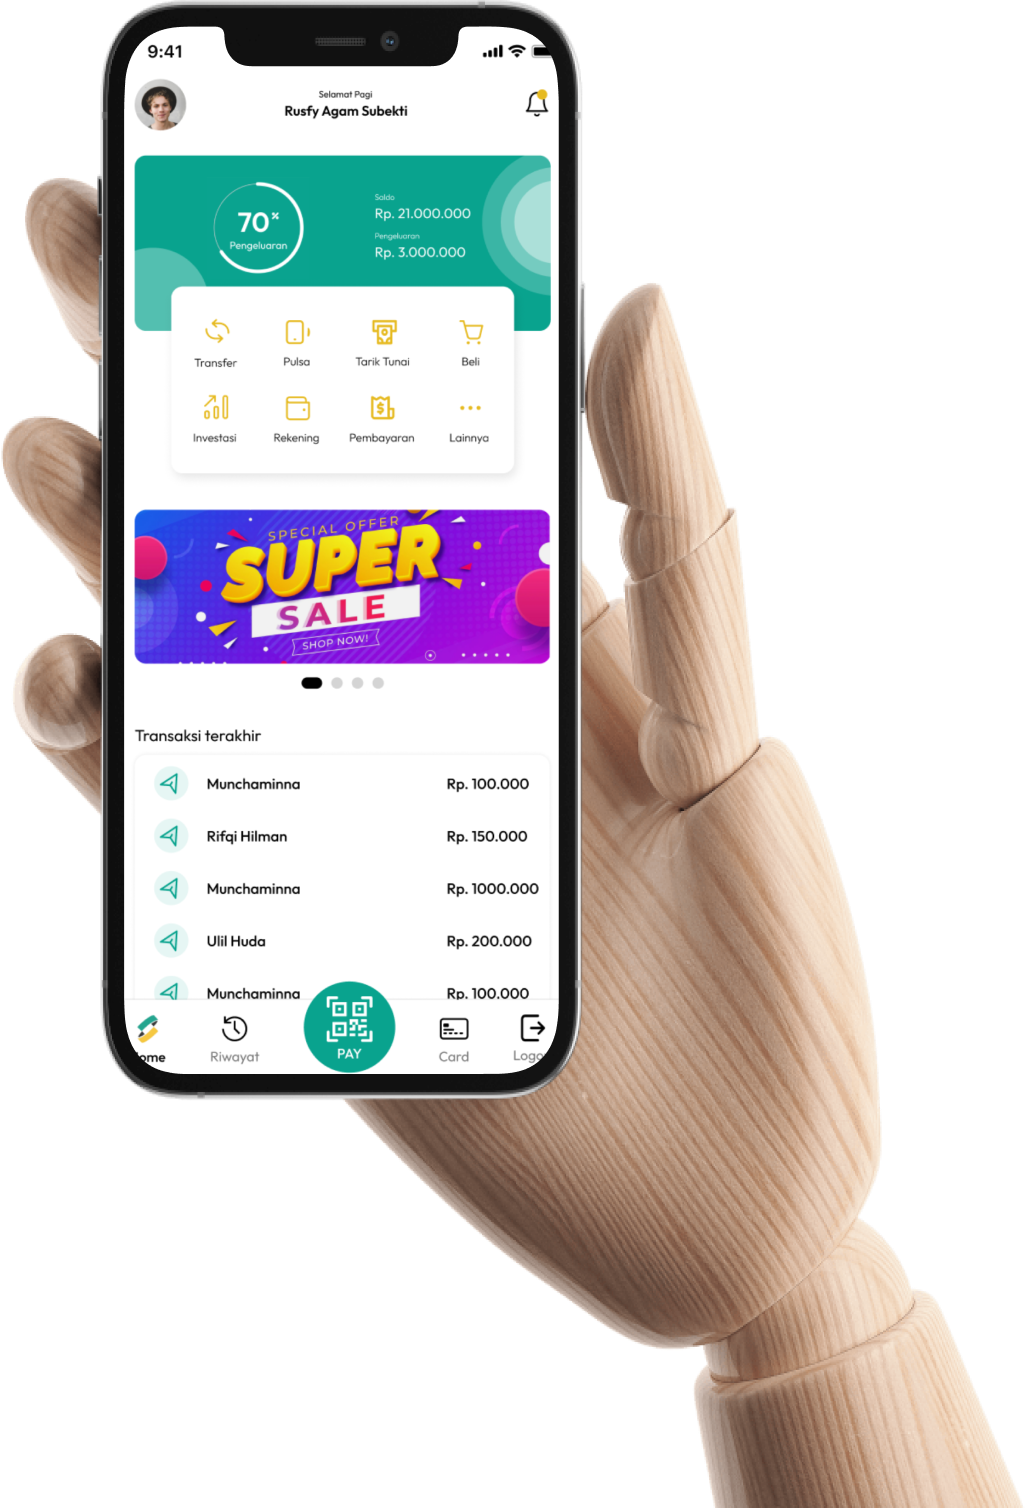 9:41
Selamat Pagi
Rusfy Agam Subekti
70%
Pengeluaran
Saldo
Rp. 21.000.000
Pengeluaran
Rp. 3.000.000
Transfer
Pulsa
Tarik Tunai
Beli
Investasi
Rekening
Pembayaran
Lainnya
SPECIAL OFFER
SUPER
SALE
SHOP NOW!
Transaksi terakhir
Munchaminna Rp. 100.000
Rifqi Hilman Rp. 150.000
Munchaminna Rp. 1000.000
Ulil Huda Rp. 200.000
Munchaminna Rp. 100.000
ome
Riwayat
PAY
Card
Logo